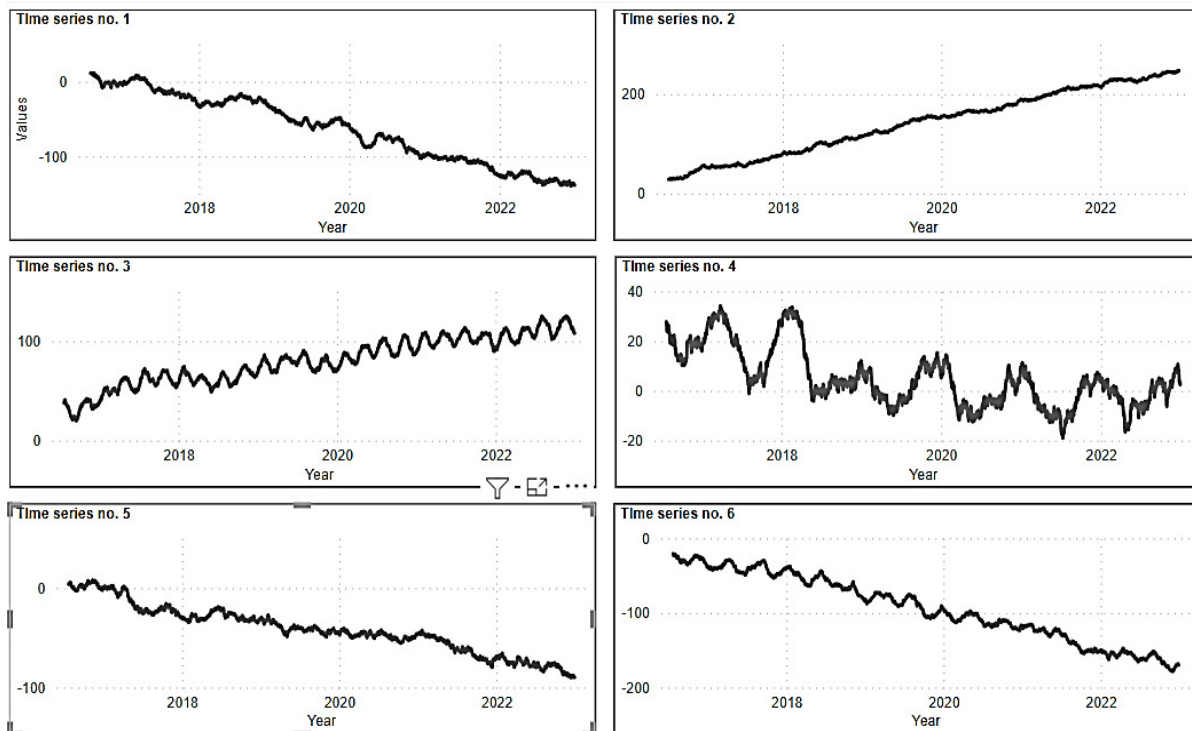 TIme series no. 1
0
Values
-100
2018 2020 2022
Year
TIme series no. 2
200
0
2018 2020 2022
Year
TIme series no. 3
100
0
2018 2020 2022
Year
TIme series no. 4
40
20
0
-20
2018 2020 2022
Year
TIme series no. 5
0
-100
2018 2020 2022
Year
TIme series no. 6
0
-100
-200
2018 2020 2022
Year